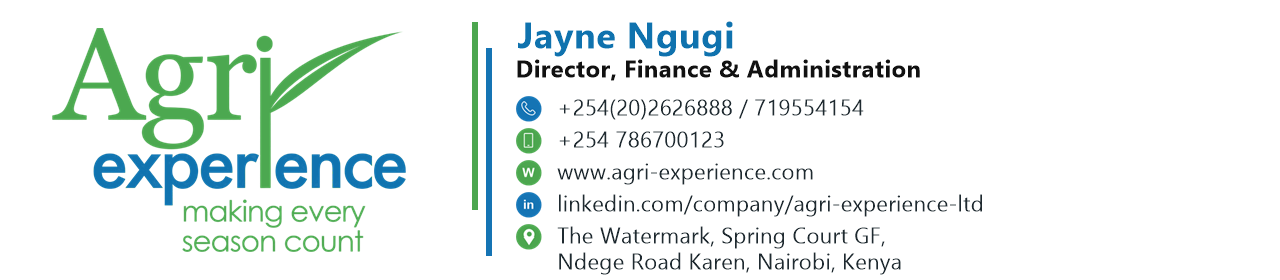 Agri
experience
making every
season count
Jayne Ngugi
Director, Finance & Administration
+254(20)2626888 / 719554154
+254 786700123
W
www.agri-experience.com
in
linkedin.com/company/agri-experience-ltd
The Watermark, Spring Court GF,
Ndege Road Karen, Nairobi, Kenya